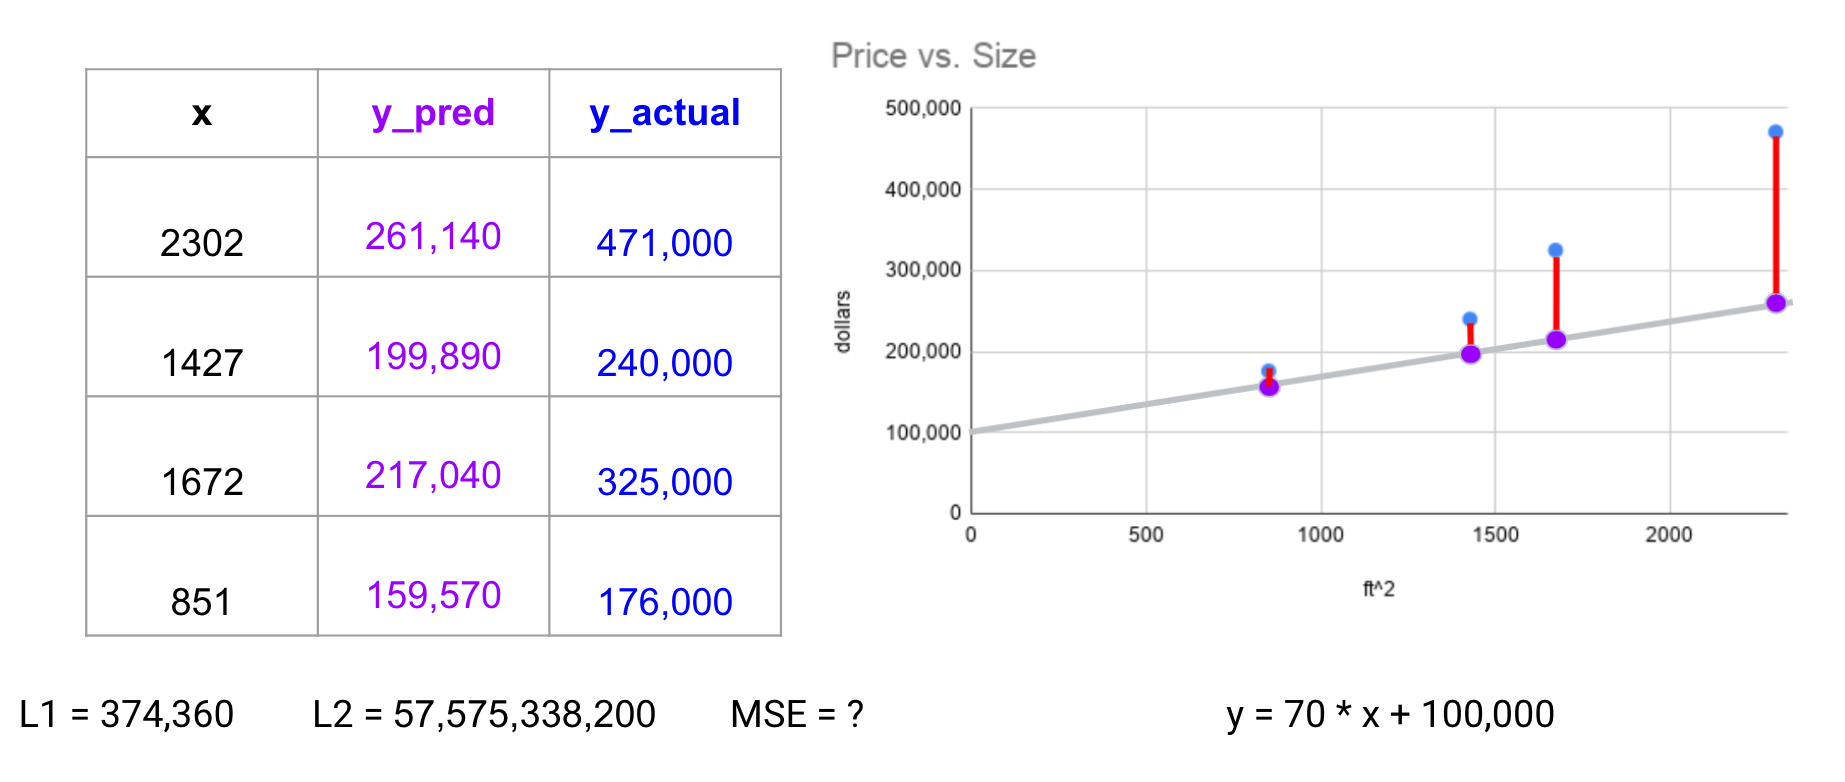 x y_pred y_actual
2302 261,140 471,000
1427 199,890 240,000
1672 217,040 325,000
851 159,570 176,000
Price vs. Size
500,000
400,000
300,000
200,000
100,000
0
dollars
0 500 1000 1500 2000
ft^2
L1 = 374,360 L2 = 57,575,338,200 MSE = ? y = 70 * x + 100,000